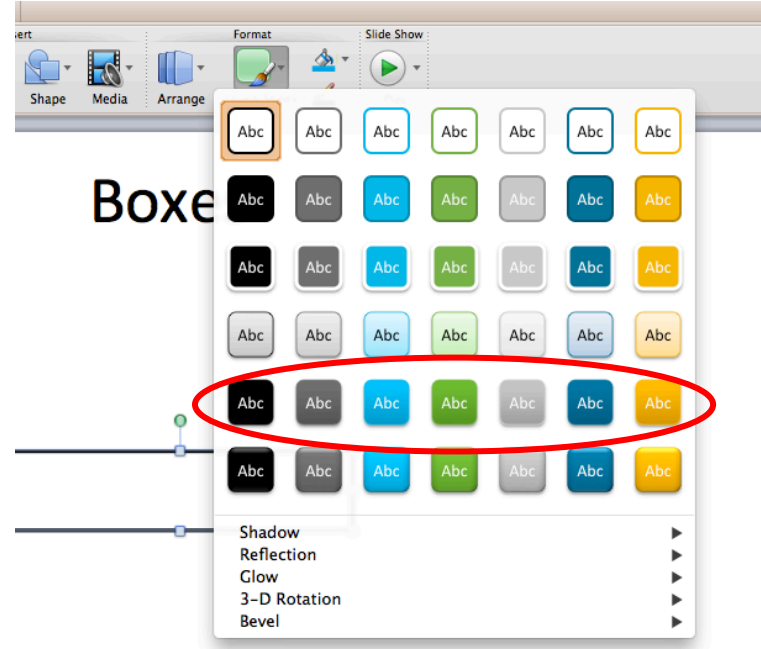 sert Format Slide Show
Shape Media Arrange
Boxe
Abc Abc Abc Abc Abc Abc Abc
Abc Abc Abc Abc Abc Abc Abc
Abc Abc Abc Abc Abc Abc Abc
Abc Abc Abc Abc Abc Abc Abc
Abc Abc Abc Abc Abc Abc Abc
Abc Abc Abc Abc Abc Abc Abc
Shadow
Reflection
Glow
3-D Rotation
Bevel